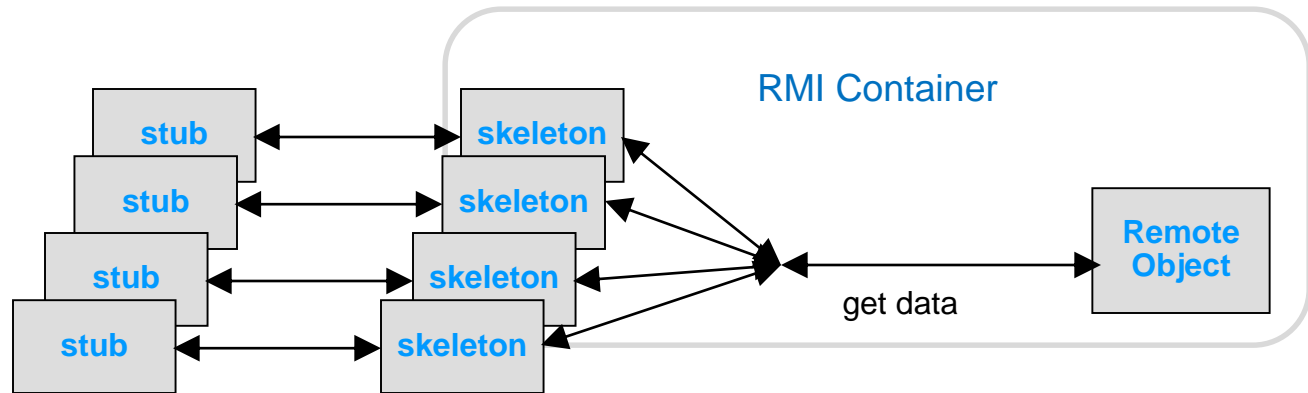 RMI Container
stub
skeleton
stub
skeleton
Remote
Object
stub
skeleton
get data
stub
skeleton